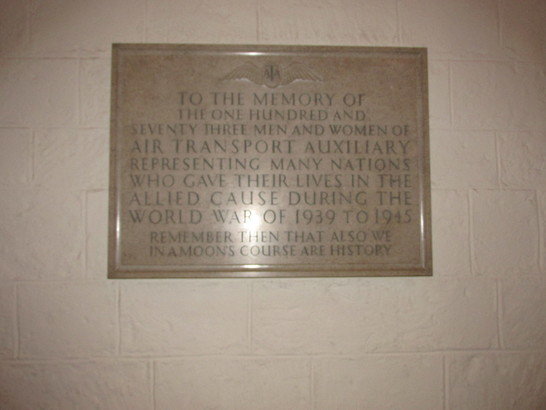 ATA
TO THE MEMORY OF
THE ONE HUNDRED AND
SEVENTY THREE MEN AND WOMEN OF
AIR TRANSPORT AUXILIARY
REPRESENTING MANY NATIONS
WHO GAVE THEIR LIVES IN THE
ALLIED CAUSE DURING THE
WORLD WAR OF 1939 TO 1945
REMEMBER THEN THAT ALSO WE
IN A MOON'S COURSE ARE HISTORY